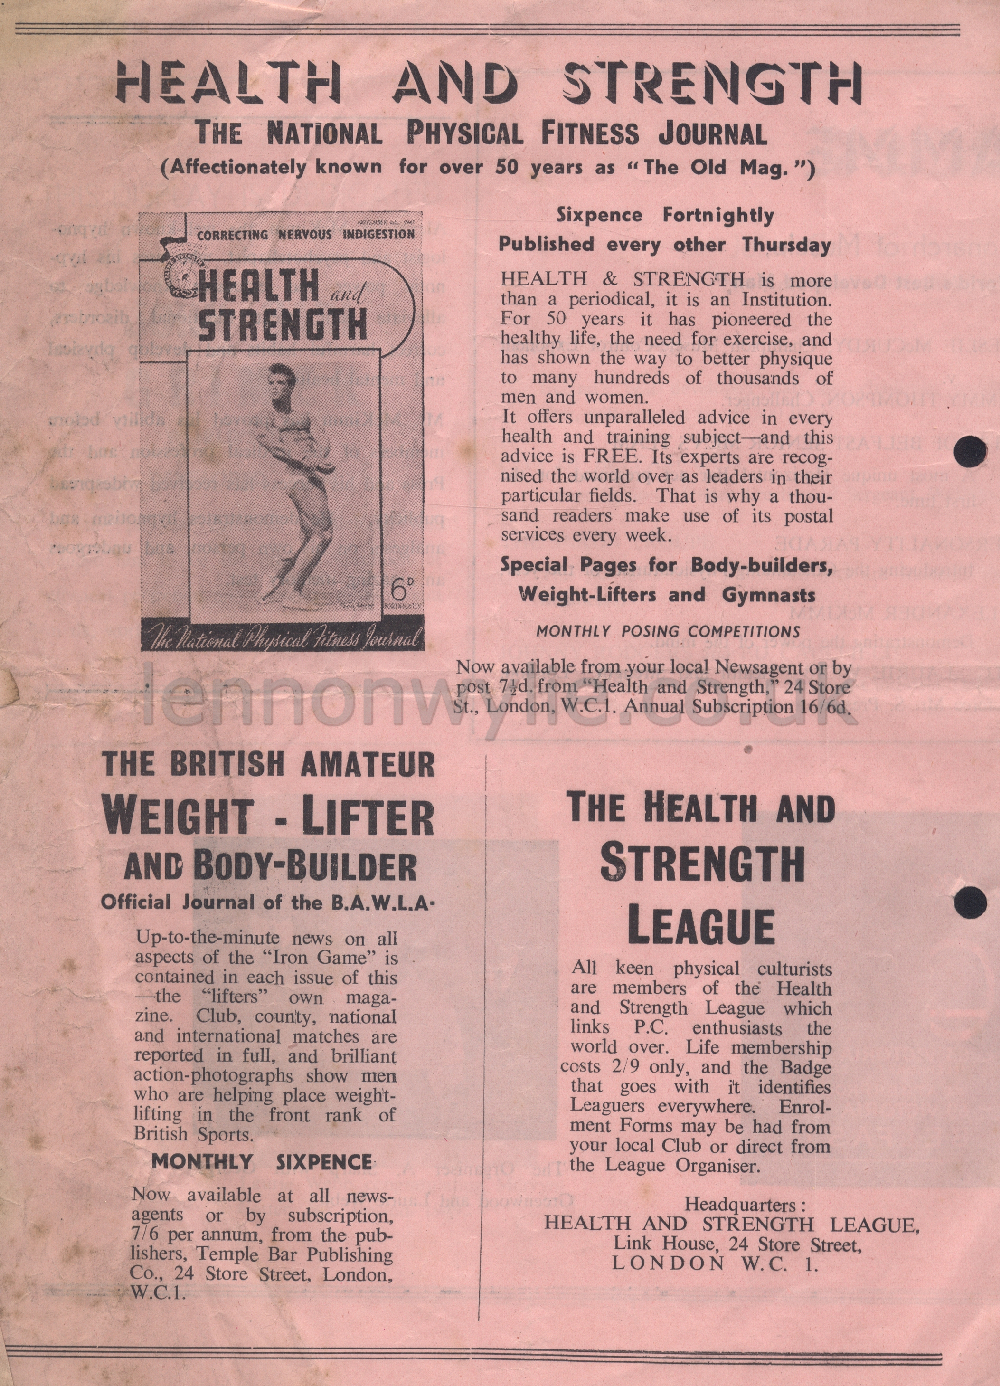 HEALTH AND STRENGTH
THE NATIONAL PHYSICAL FITNESS JOURNAL
(Affectionately known for over 50 years as "The Old Mag.")
CORRECTING NERVOUS INDIGESTION
HEALTH and
STRENGTH
6D
The National Physical Fitness Journal
Sixpence Fortnightly
Published every other Thursday
HEALTH & STRENGTH is more
than a periodical, it is an Institution.
For 50 years it has pioneered the
healthy life, the need for exercise, and
has shown the way to better physique
to many hundreds of thousands of
men and women.
It offers unparalleled advice in every
health and training subject—and this
advice is FREE. Its experts are recog-
nised the world over as leaders in their
particular fields. That is why a thou-
sand readers make use of its postal
services every week.
Special Pages for Body-builders,
Weight-Lifters and Gymnasts
MONTHLY POSING COMPETITIONS
Now available from your local Newsagent or by
post 7½d. from "Health and Strength," 24 Store
St., London, W.C.1. Annual Subscription 16/6d.
lennonwylie.co.uk
THE BRITISH AMATEUR
WEIGHT - LIFTER
AND BODY-BUILDER
Official Journal of the B.A.W.L.A.
Up-to-the-minute news on all
aspects of the "Iron Game" is
contained in each issue of this
—the "lifters" own maga-
zine. Club, county, national
and international matches are
reported in full, and brilliant
action-photographs show men
who are helping place weight-
lifting in the front rank of
British Sports.
MONTHLY SIXPENCE
Now available at all news-
agents or by subscription,
7/6 per annum, from the pub-
lishers, Temple Bar Publishing
Co., 24 Store Street, London,
W.C.1.
THE HEALTH AND
STRENGTH
LEAGUE
All keen physical culturists
are members of the Health
and Strength League which
links P.C. enthusiasts the
world over. Life membership
costs 2/9 only, and the Badge
that goes with it identifies
Leaguers everywhere. Enrol-
ment Forms may be had from
your local Club or direct from
the League Organiser.
Headquarters :
HEALTH AND STRENGTH LEAGUE,
Link House, 24 Store Street,
LONDON W.C. 1.